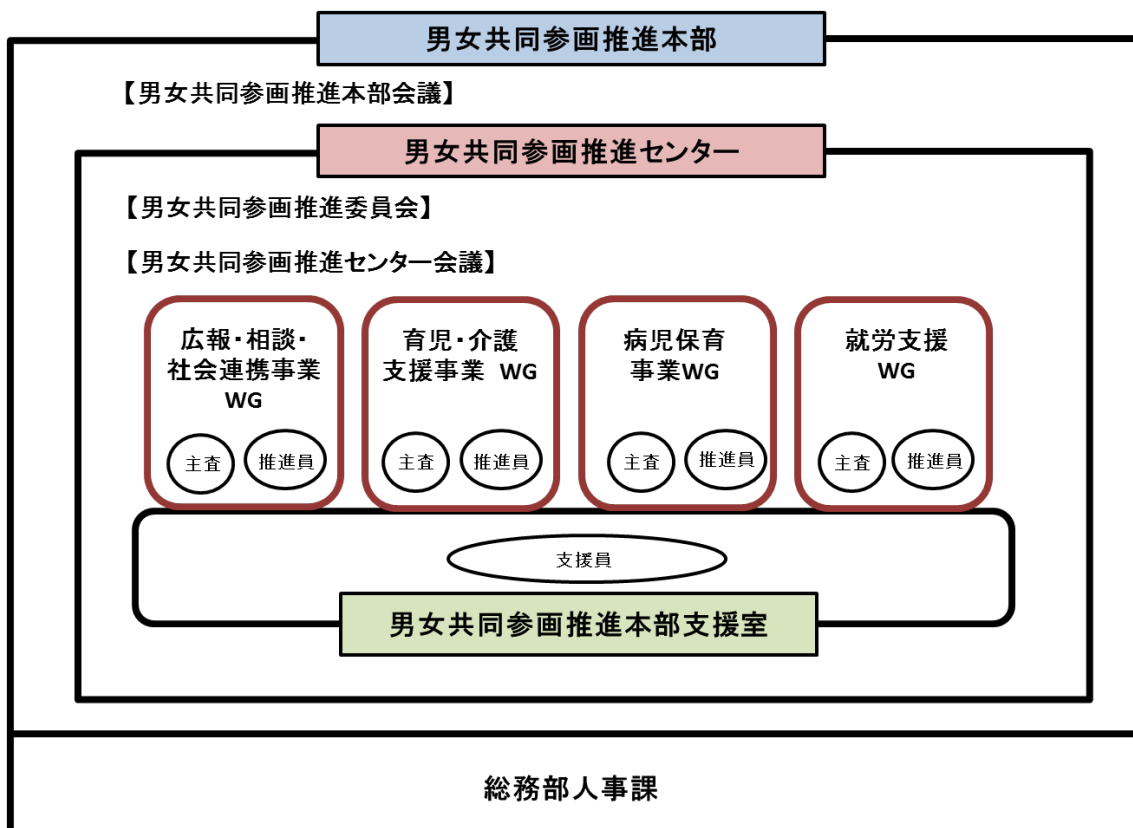 男女共同参画推進本部
【男女共同参画推進本部会議】
男女共同参画推進センター
【男女共同参画推進委員会】
【男女共同参画推進センター会議】
広報・相談・
社会連携事業
WG
主査
推進員
育児・介護
支援事業 WG
主査
推進員
病児保育
事業WG
主査
推進員
就労支援
WG
主査
推進員
支援員
男女共同参画推進本部支援室
総務部人事課